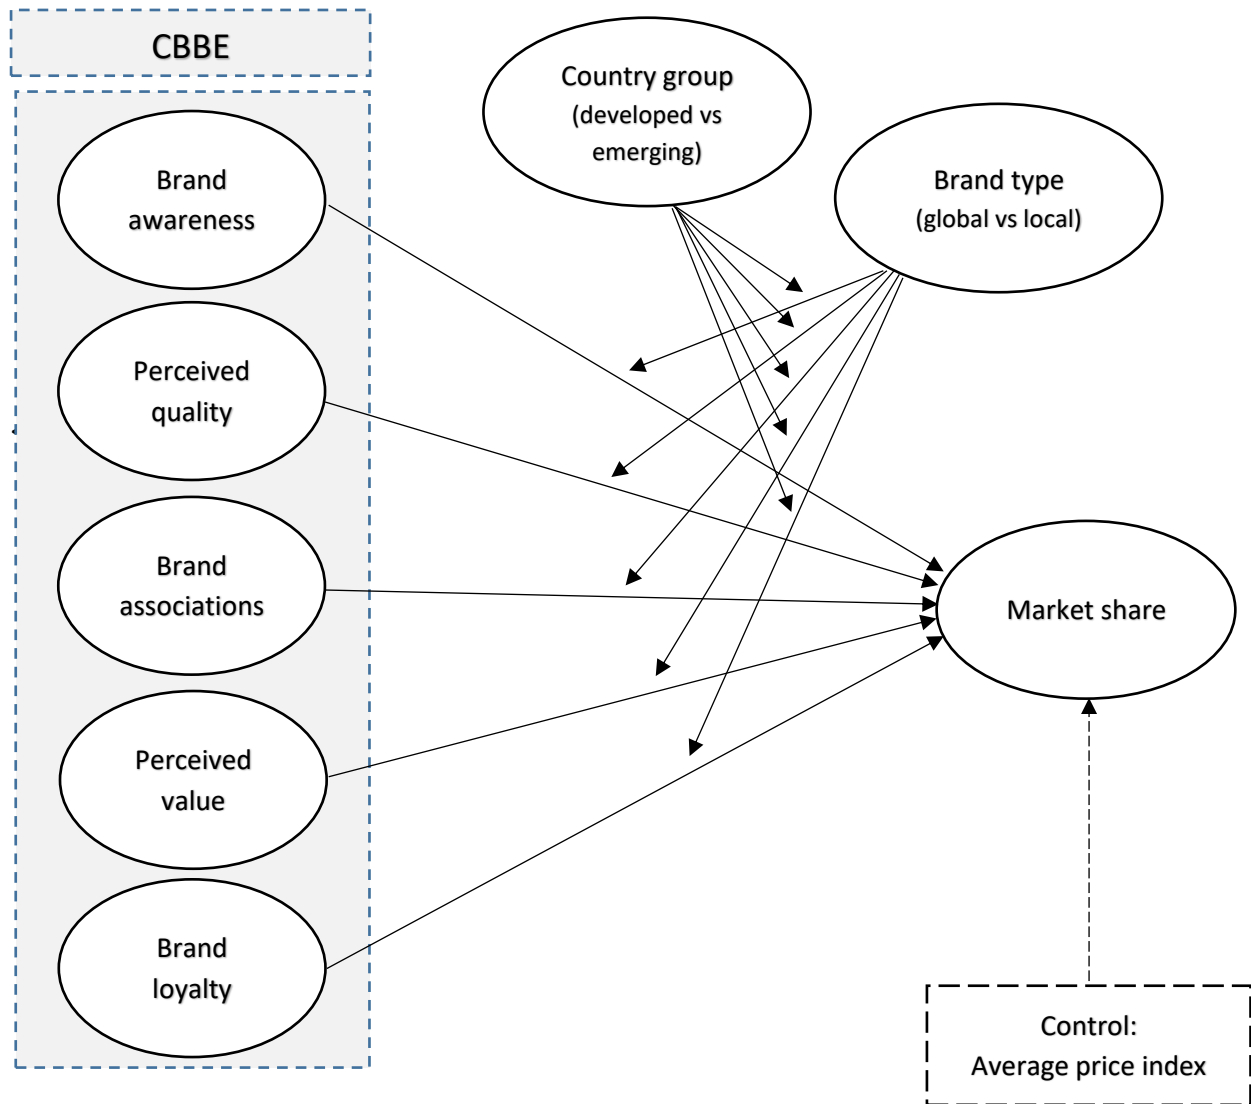 CBBE
Brand
awareness
Perceived
quality
Brand
associations
Perceived
value
Brand
loyalty
Country group
(developed vs
emerging)
Brand type
(global vs local)
Market share
Control:
Average price index